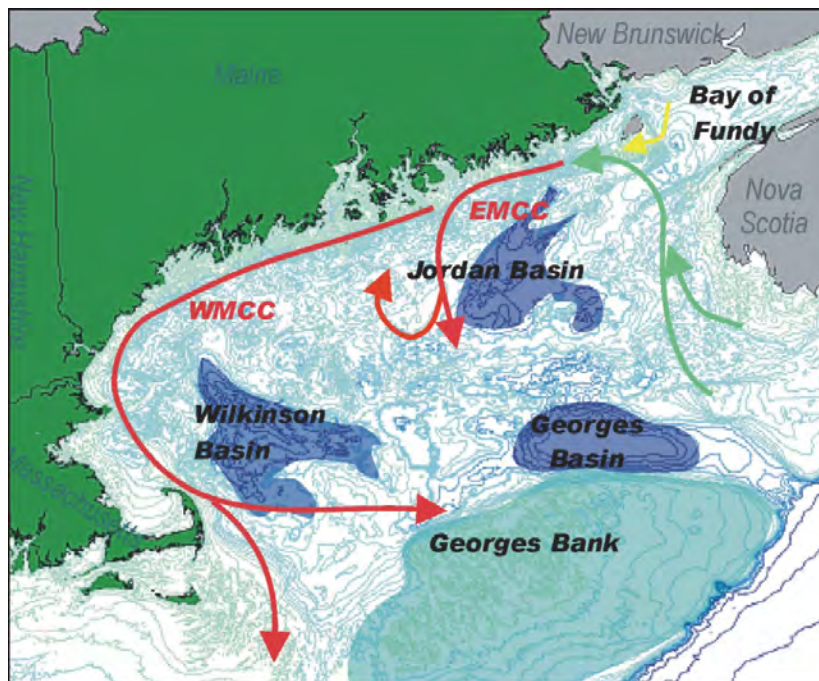 New Brunswick
Maine
Bay of
Fundy
Nova
Scotia
New Hampshire
EMCC
Jordan Basin
WMCC
Wilkinson
Basin
Georges
Basin
Massachusetts
Georges Bank